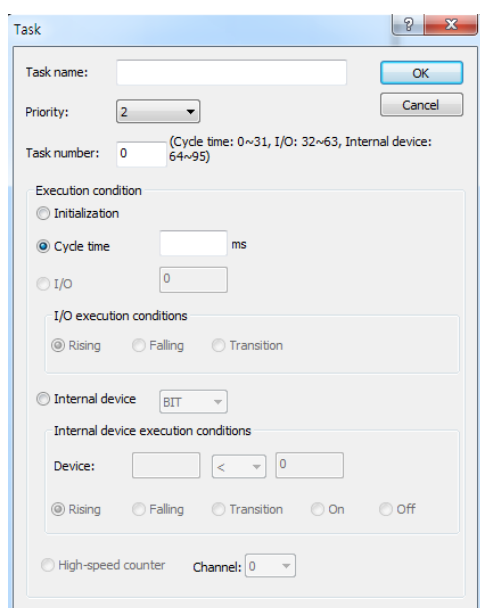 Task
? X
Task name:
OK
Priority: 2
Cancel
Task number: 0 (Cycle time: 0~31, I/O: 32~63, Internal device:
64~95)
Execution condition
Initialization
Cycle time ms
I/O 0
I/O execution conditions
Rising Falling Transition
Internal device BIT
Internal device execution conditions
Device: < 0
Rising Falling Transition On Off
High-speed counter Channel: 0